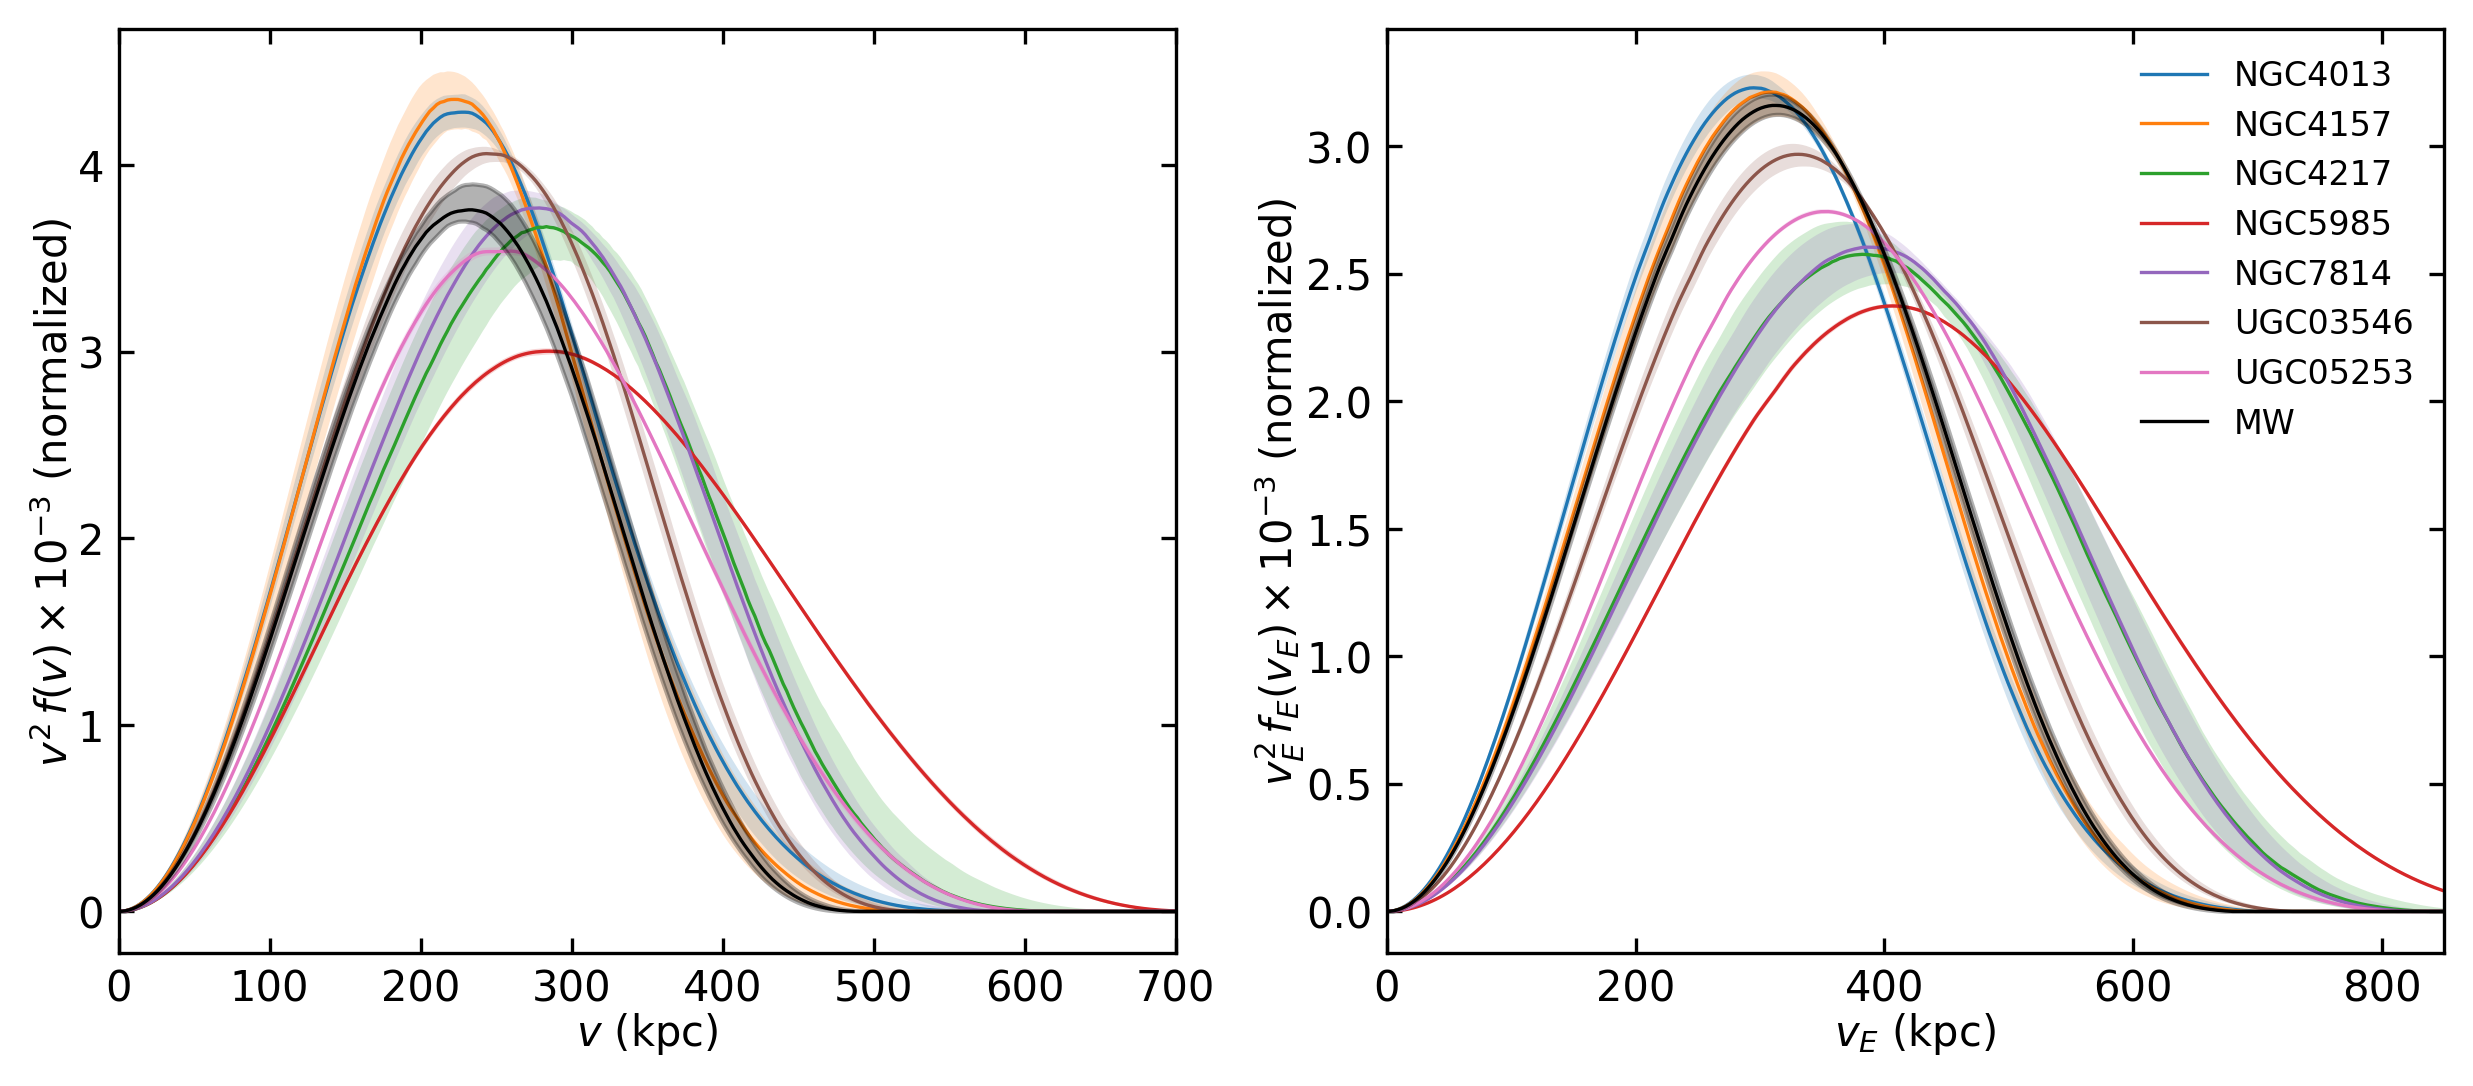 v² f(v) × 10⁻³ (normalized)
4
3
2
1
0
0 100 200 300 400 500 600 700
v (kpc)
v_E² f_E(v_E) × 10⁻³ (normalized)
3.0
2.5
2.0
1.5
1.0
0.5
0.0
0 200 400 600 800
v_E (kpc)
NGC4013
NGC4157
NGC4217
NGC5985
NGC7814
UGC03546
UGC05253
MW